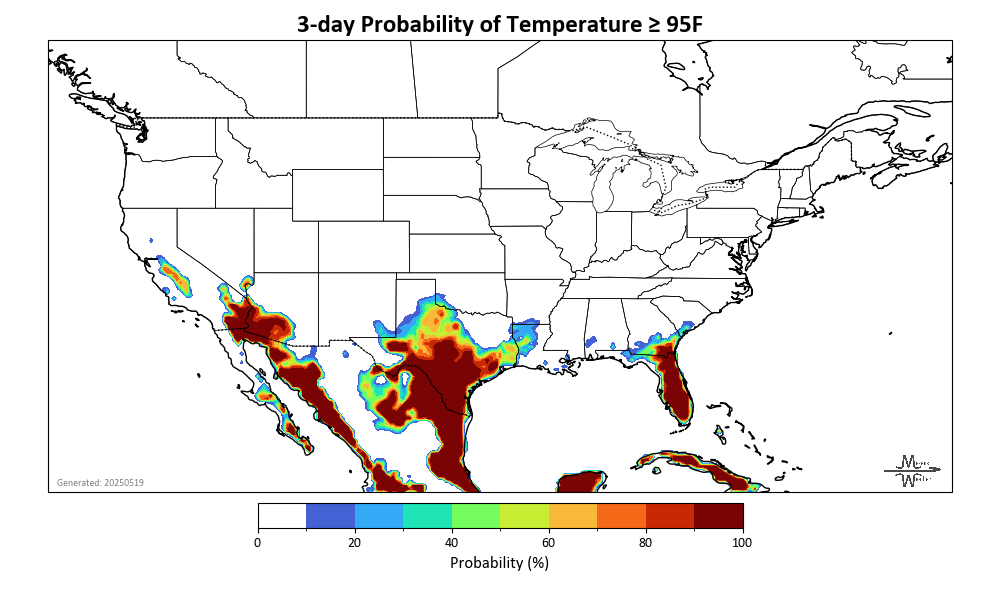 3-day Probability of Temperature ≥ 95F
Generated: 20250519
0 20 40 60 80 100
Probability (%)